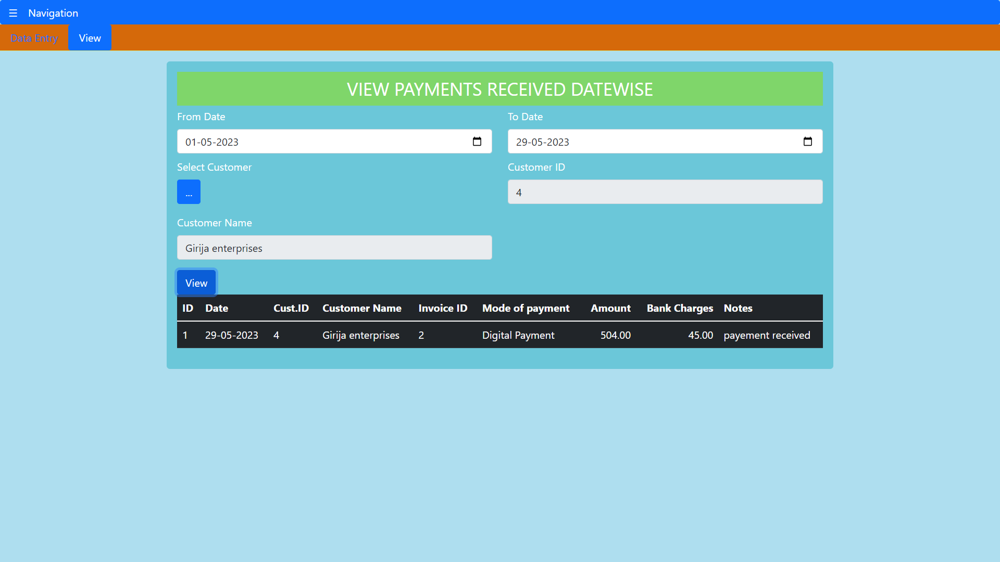 ☰ Navigation
Data Entry View
VIEW PAYMENTS RECEIVED DATEWISE
From Date To Date
01-05-2023 29-05-2023
Select Customer Customer ID
... 4
Customer Name
Girija enterprises
View
ID Date Cust.ID Customer Name Invoice ID Mode of payment Amount Bank Charges Notes
1 29-05-2023 4 Girija enterprises 2 Digital Payment 504.00 45.00 payement received